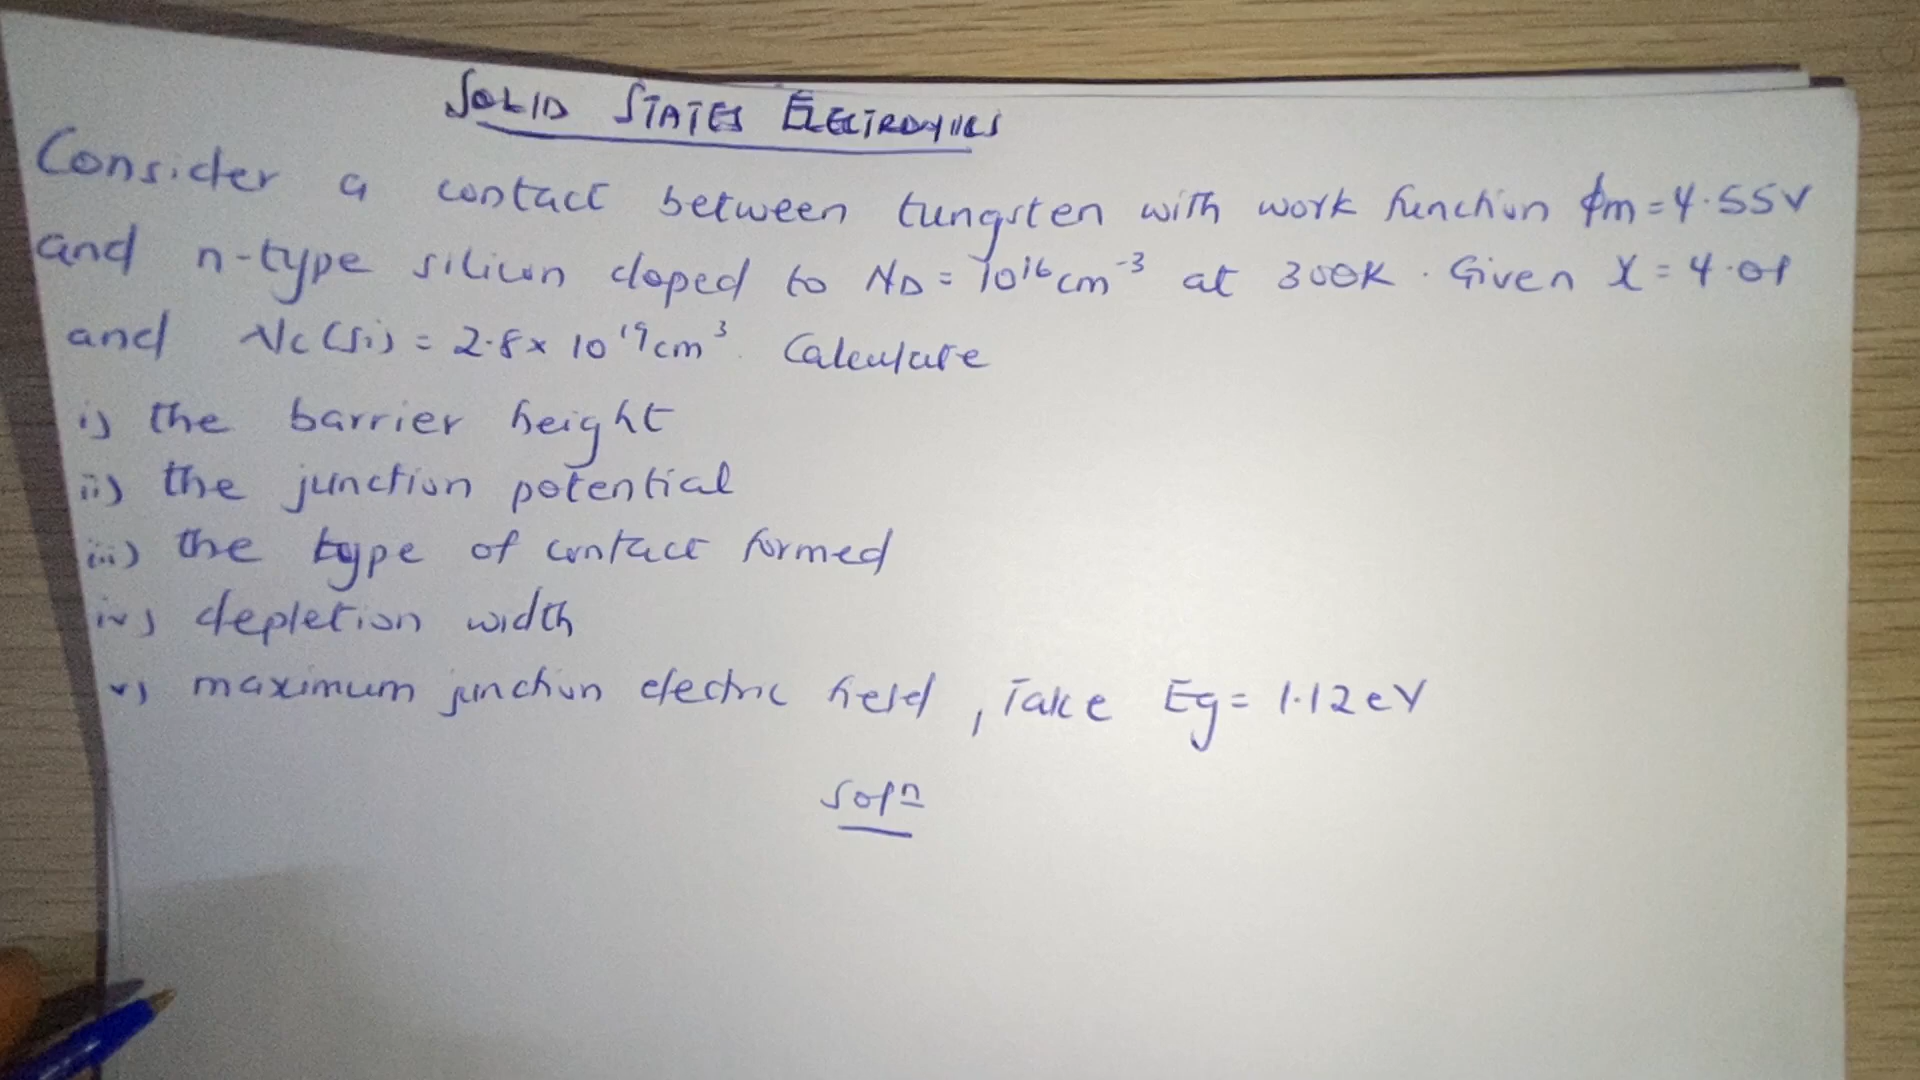 SOLID STATES ELECTRONICS
Consider a contact between tungsten with work function ϕm = 4.55V
and n-type silicon doped to ND = 10¹⁶cm⁻³ at 300K. Given X = 4.01
and Nc(Si) = 2.8 x 10¹⁹cm³. Calculate
i) the barrier height
ii) the junction potential
iii) the type of contact formed
iv) depletion width
v) maximum junction electric field, Take Eg = 1.12eV
Solⁿ